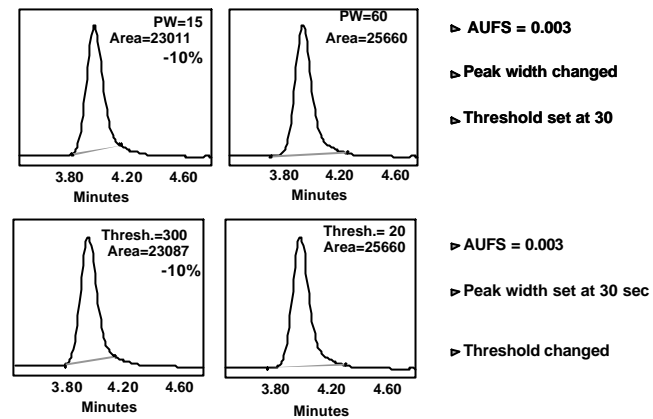 PW=15
Area=23011
-10%
3.80 4.20 4.60
Minutes
PW=60
Area=25660
3.80 4.20 4.60
Minutes
AUFS = 0.003
Peak width changed
Threshold set at 30
Thresh.=300
Area=23087
-10%
3.80 4.20 4.60
Minutes
Thresh.= 20
Area=25660
3.80 4.20 4.60
Minutes
AUFS = 0.003
Peak width set at 30 sec
Threshold changed